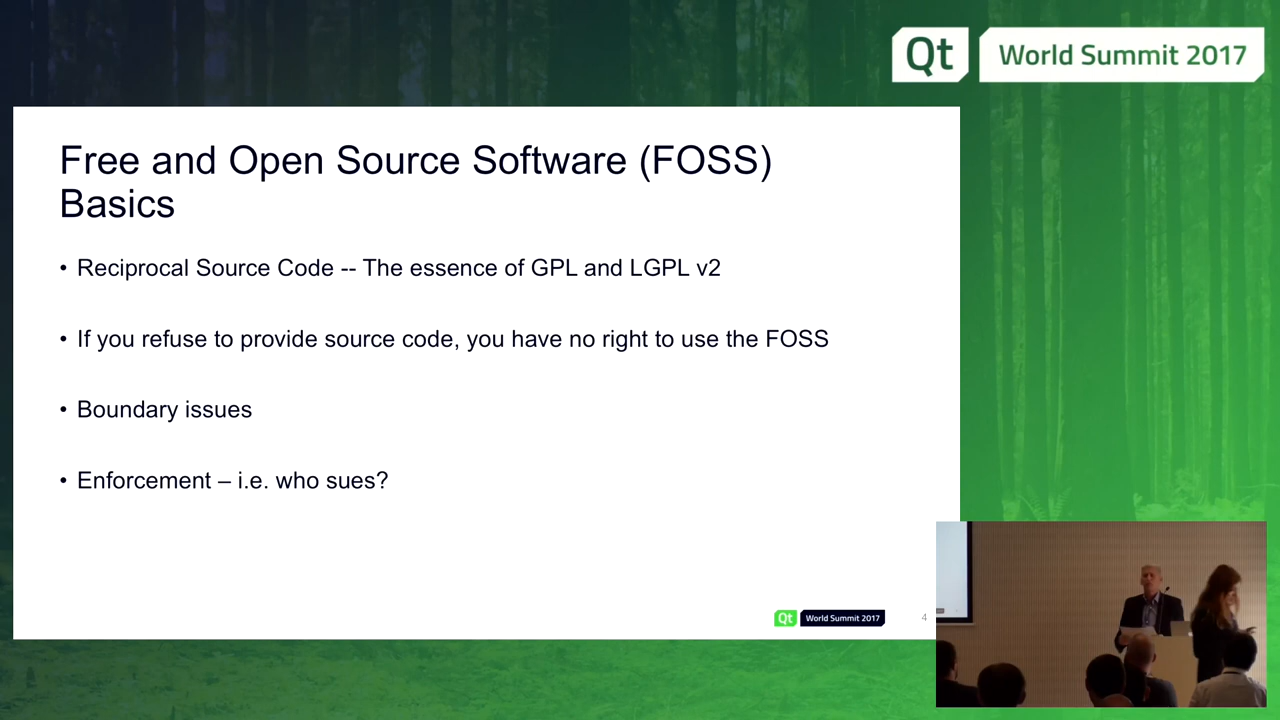 Qt World Summit 2017
Free and Open Source Software (FOSS)
Basics
• Reciprocal Source Code -- The essence of GPL and LGPL v2
• If you refuse to provide source code, you have no right to use the FOSS
• Boundary issues
• Enforcement – i.e. who sues?
Qt World Summit 2017
4